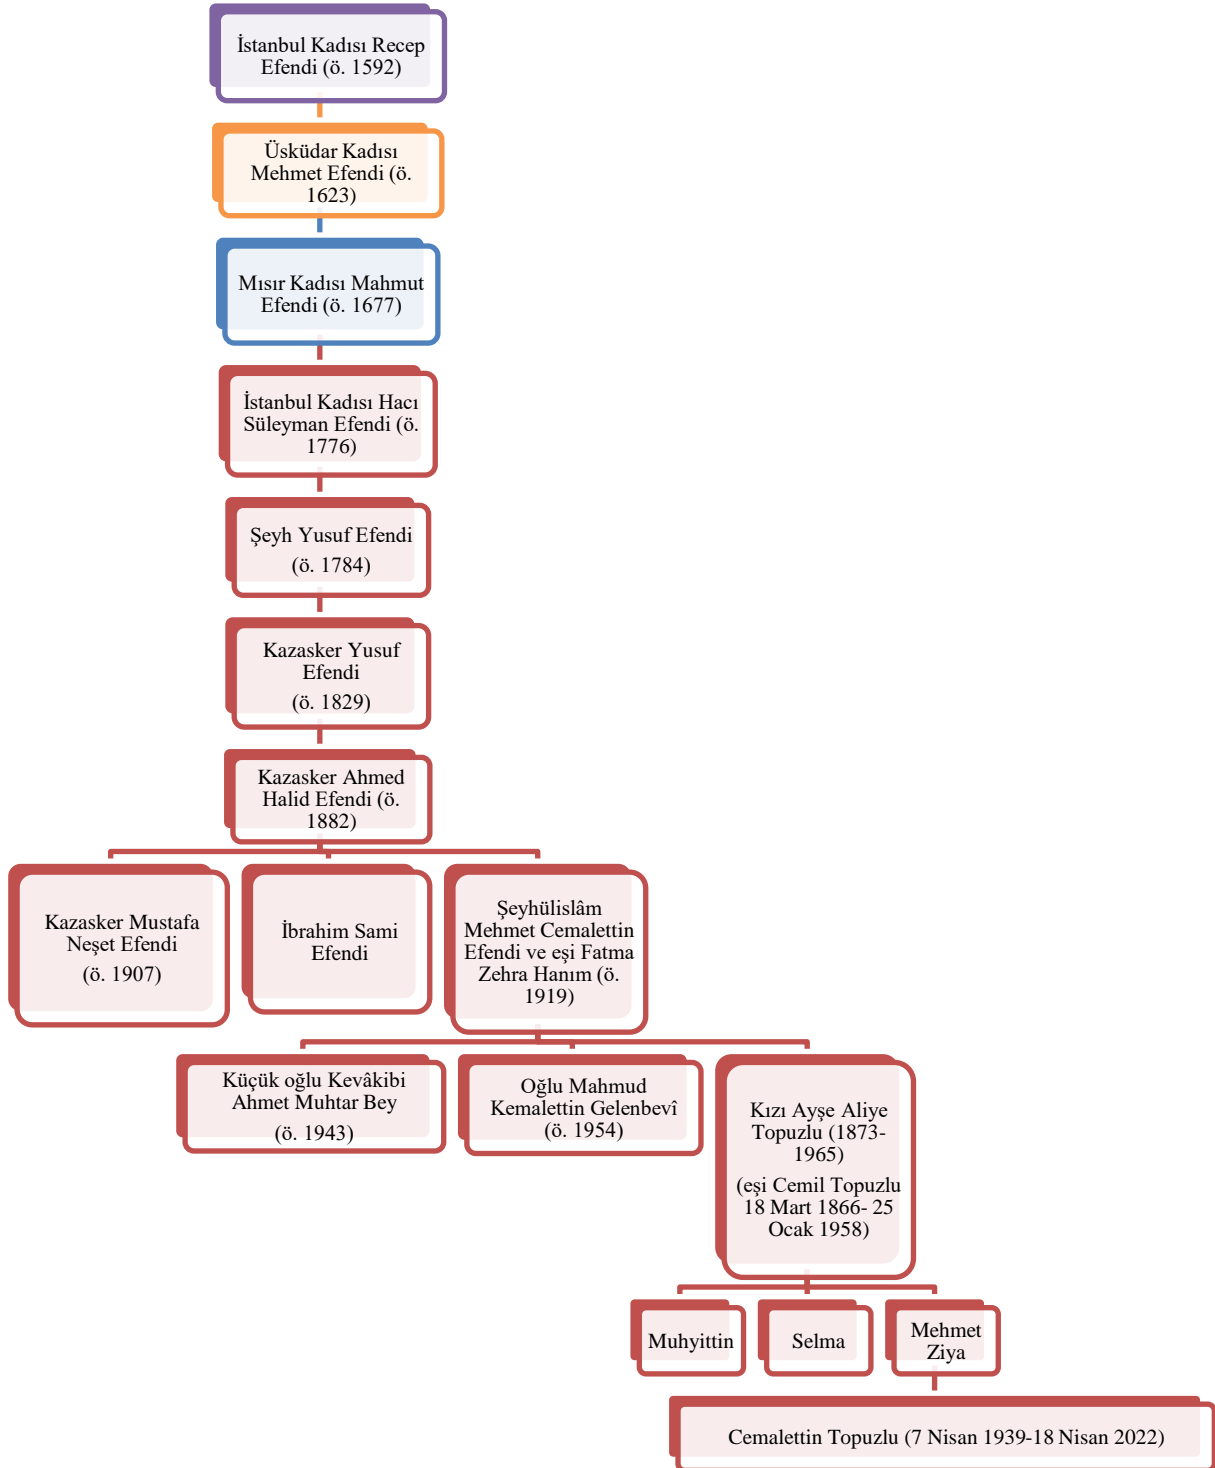 İstanbul Kadısı Recep
Efendi (ö. 1592)
Üsküdar Kadısı
Mehmet Efendi (ö.
1623)
Mısır Kadısı Mahmut
Efendi (ö. 1677)
İstanbul Kadısı Hacı
Süleyman Efendi (ö.
1776)
Şeyh Yusuf Efendi
(ö. 1784)
Kazasker Yusuf
Efendi
(ö. 1829)
Kazasker Ahmed
Halid Efendi (ö.
1882)
Kazasker Mustafa
Neşet Efendi
(ö. 1907)
İbrahim Sami
Efendi
Şeyhülislâm
Mehmet Cemalettin
Efendi ve eşi Fatma
Zehra Hanım (ö.
1919)
Küçük oğlu Kevâkibi
Ahmet Muhtar Bey
(ö. 1943)
Oğlu Mahmud
Kemalettin Gelenbevî
(ö. 1954)
Kızı Ayşe Aliye
Topuzlu (1873-
1965)
(eşi Cemil Topuzlu
18 Mart 1866- 25
Ocak 1958)
Muhyittin
Selma
Mehmet
Ziya
Cemalettin Topuzlu (7 Nisan 1939-18 Nisan 2022)